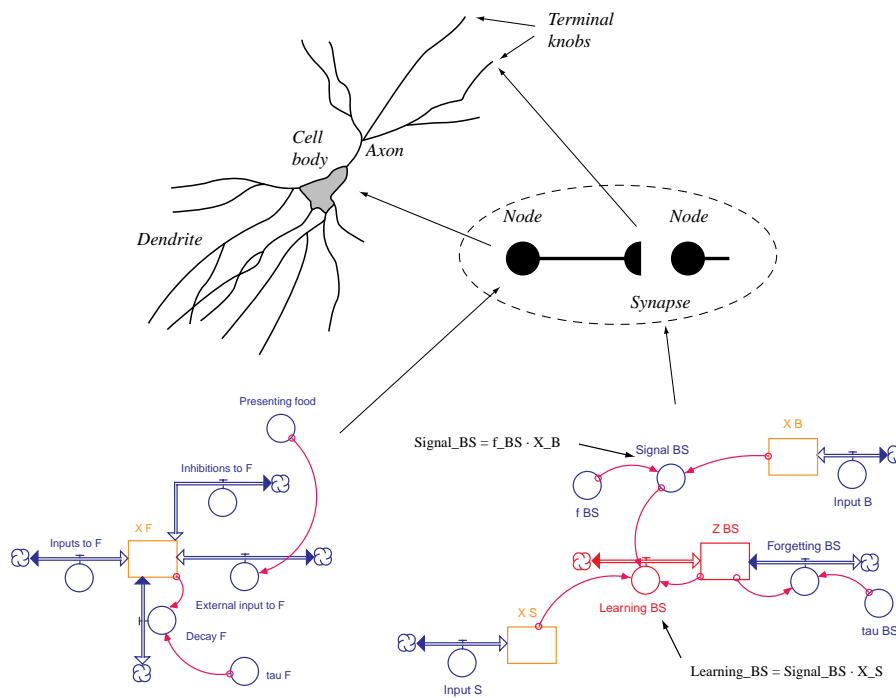 Terminal
knobs
Cell
body
Axon
Dendrite
Node
Node
Synapse
Presenting food
Inhibitions to F
X F
Inputs to F
External input to F
Decay F
tau F
Signal_BS = f_BS · X_B
Signal BS
X B
f BS
Input B
Z BS
Forgetting BS
Learning BS
X S
tau BS
Input S
Learning_BS = Signal_BS · X_S